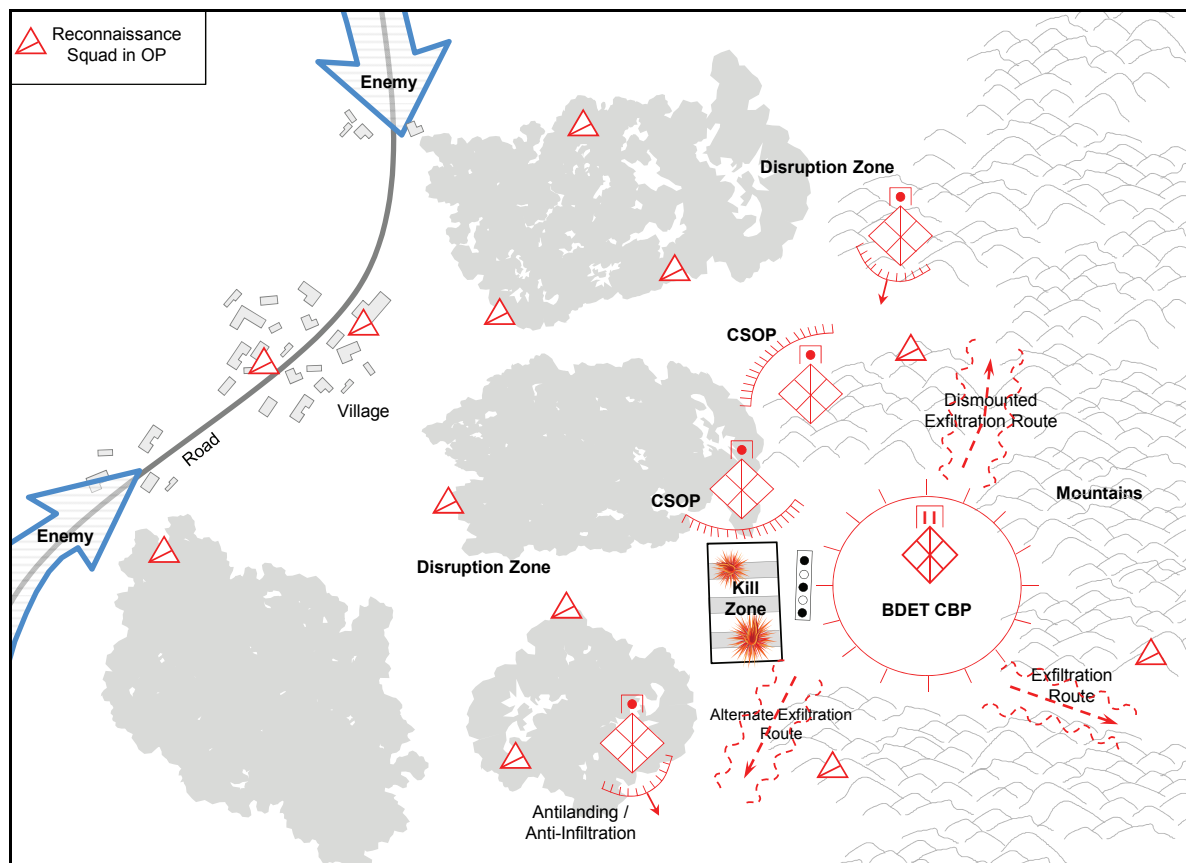 Reconnaissance
Squad in OP
Enemy
Disruption Zone
CSOP
Village
Dismounted
Exfiltration Route
Road
CSOP
Mountains
Enemy
Disruption Zone
Kill
Zone
BDET CBP
Exfiltration
Route
Alternate Exfiltration
Route
Antilanding /
Anti-Infiltration